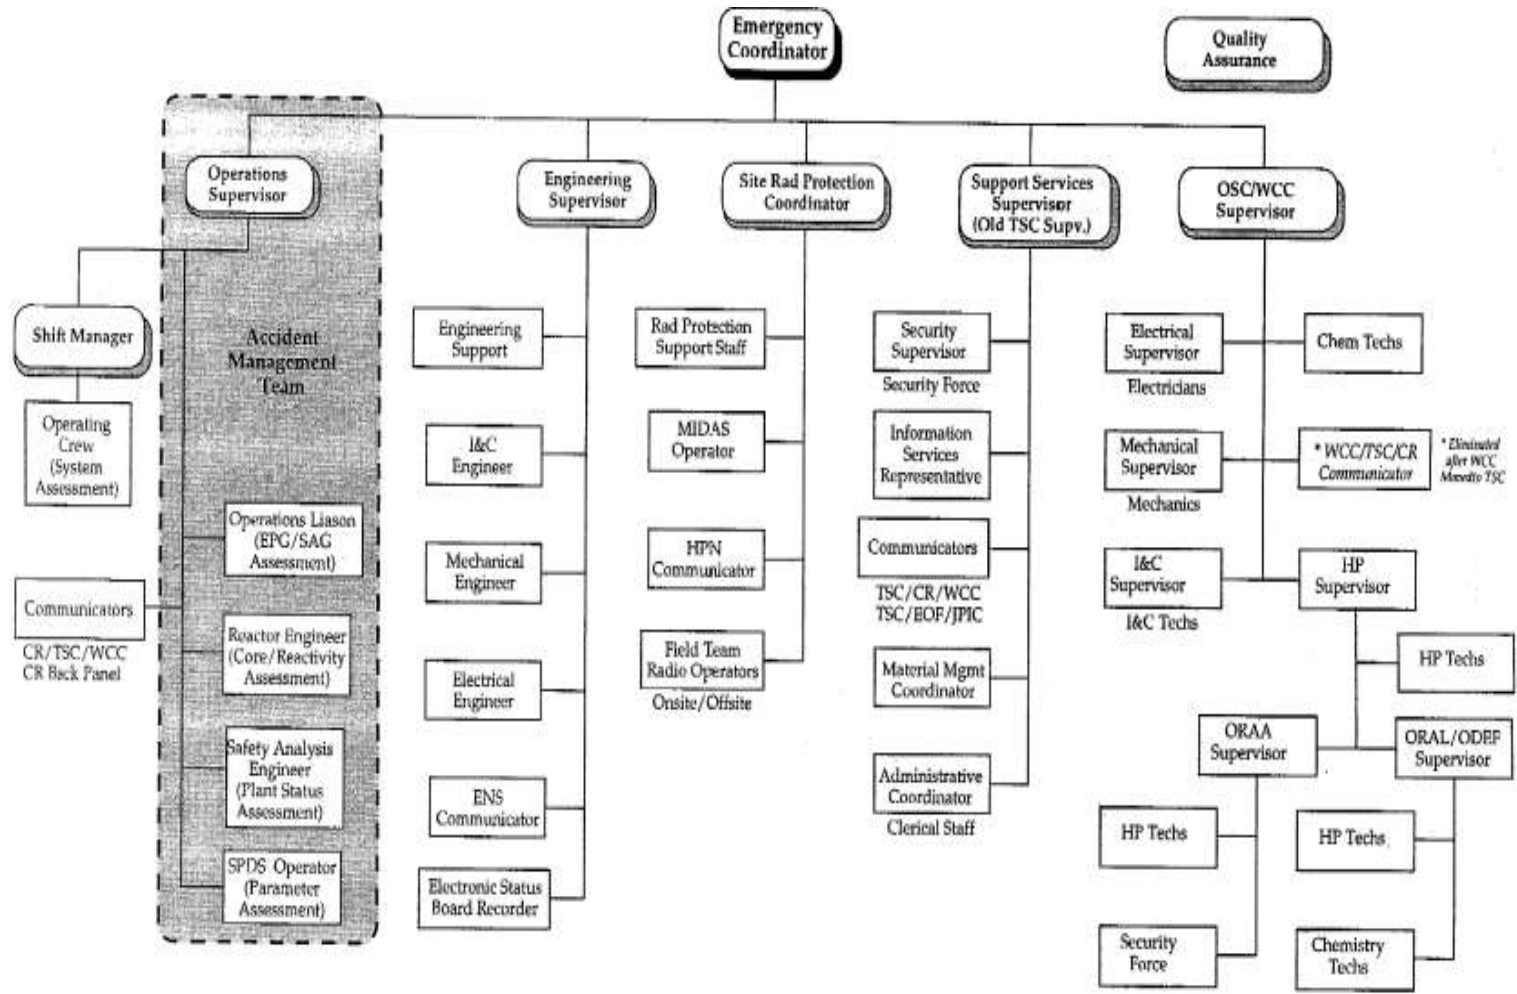 Emergency
Coordinator
Quality
Assurance
Operations
Supervisor
Engineering
Supervisor
Site Rad Protection
Coordinator
Support Services
Supervisor
(Old TSC Supv.)
OSC/WCC
Supervisor
Shift Manager
Accident
Management
Team
Operating
Crew
(System
Assessment)
Operations Liason
(EPG/SAG
Assessment)
Communicators
CR/TSC/WCC
CR Back Panel
Reactor Engineer
(Core/Reactivity
Assessment)
Safety Analysis
Engineer
(Plant Status
Assessment)
SPDS Operator
(Parameter
Assessment)
Engineering
Support
I&C
Engineer
Mechanical
Engineer
Electrical
Engineer
ENS
Communicator
Electronic Status
Board Recorder
Rad Protection
Support Staff
MIDAS
Operator
HPN
Communicator
Field Team
Radio Operators
Onsite/Offsite
Security
Supervisor
Security Force
Information
Services
Representative
Communicators
TSC/CR/WCC
TSC/EOF/JPIC
Material Mgmt
Coordinator
Administrative
Coordinator
Clerical Staff
Electrical
Supervisor
Electricians
Chem Techs
Mechanical
Supervisor
Mechanics
* WCC/TSC/CR
Communicator
* Eliminated
after WCC
Moved to TSC
I&C
Supervisor
I&C Techs
HP
Supervisor
HP Techs
ORAA
Supervisor
ORAL/ODEF
Supervisor
HP Techs
HP Techs
Security
Force
Chemistry
Techs